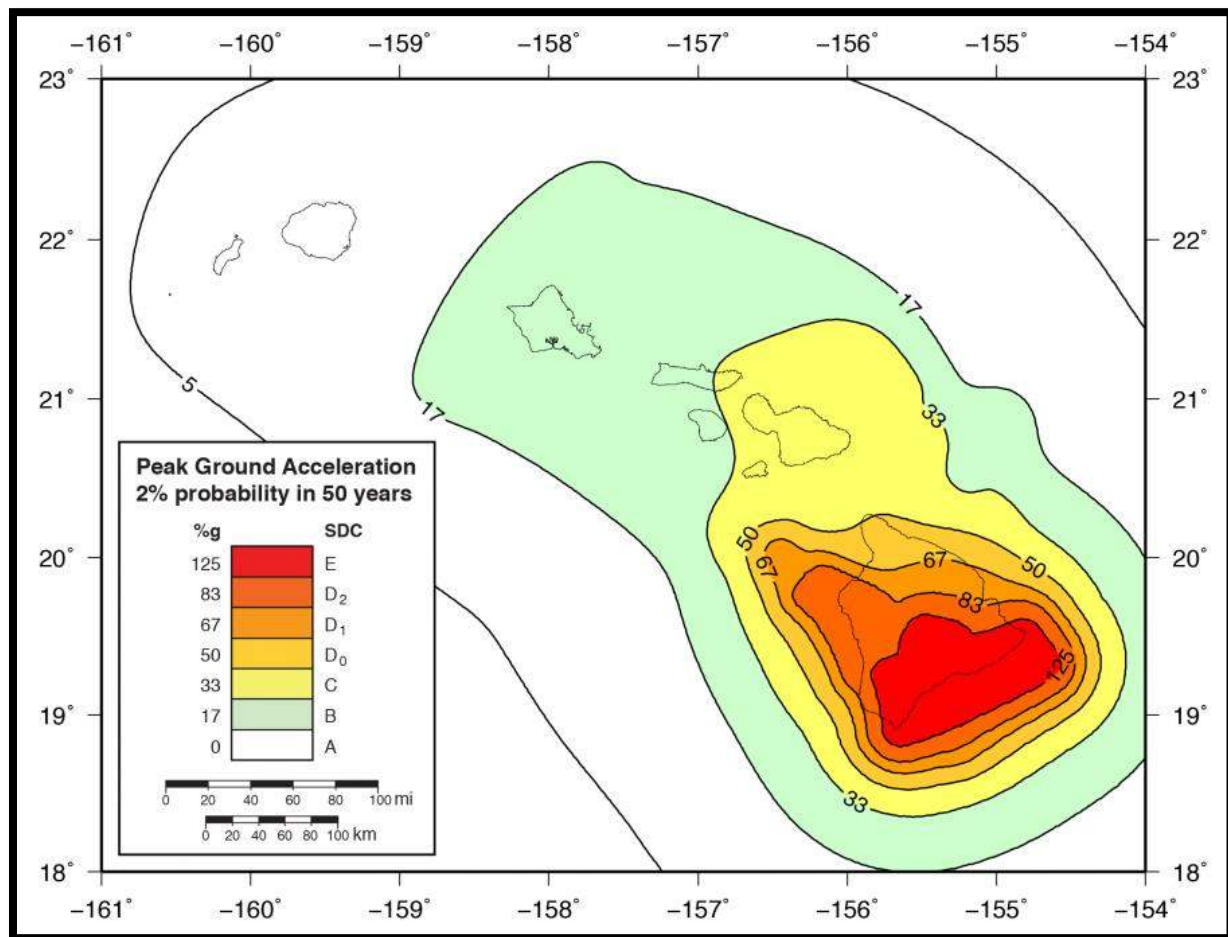 −161° −160° −159° −158° −157° −156° −155° −154°
23° 23°
22° 22°
17
5
21° 21°
17
33
Peak Ground Acceleration
2% probability in 50 years
%g SDC
125 E
83 D2
67 D1
50 D0
33 C
17 B
0 A
0 20 40 60 80 100 mi
0 20 40 60 80 100 km
50
20° 20°
67
67
50
83
125
19° 19°
33
18° 18°
−161° −160° −159° −158° −157° −156° −155° −154°